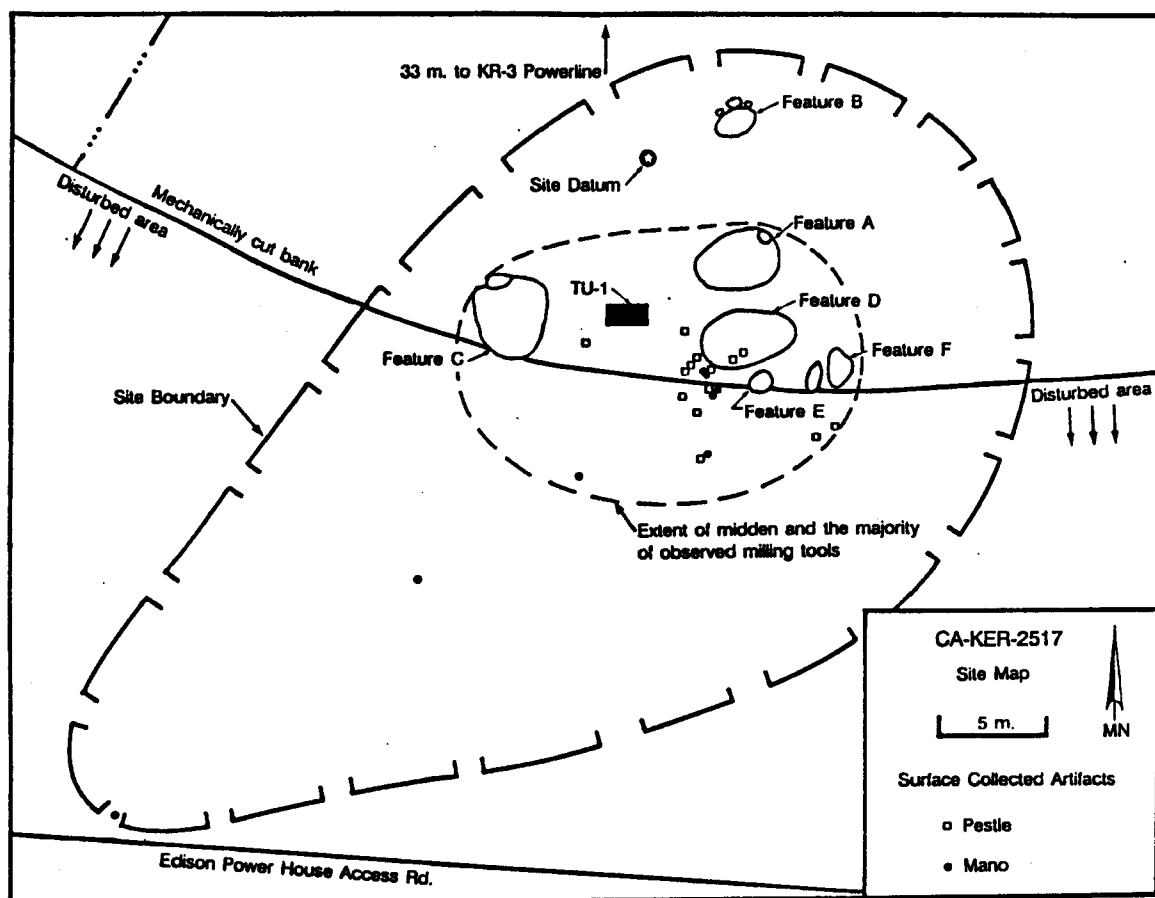 33 m. to KR-3 Powerline
Feature B
Site Datum
Disturbed area
Mechanically cut bank
Feature A
TU-1
Feature D
Feature C
Feature F
Site Boundary
Feature E
Disturbed area
Extent of midden and the majority
of observed milling tools
CA-KER-2517
Site Map
5 m.
MN
Surface Collected Artifacts
Pestle
Mano
Edison Power House Access Rd.